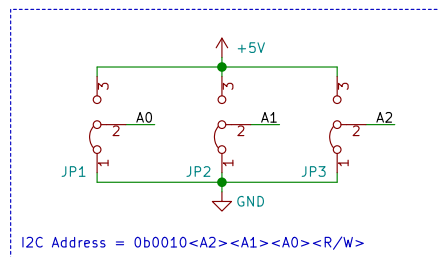 +5V
3 3 3
A0 A1 A2
2 2 2
1 1 1
JP1 JP2 JP3
GND
I2C Address = 0b0010<A2><A1><A0><R/W>